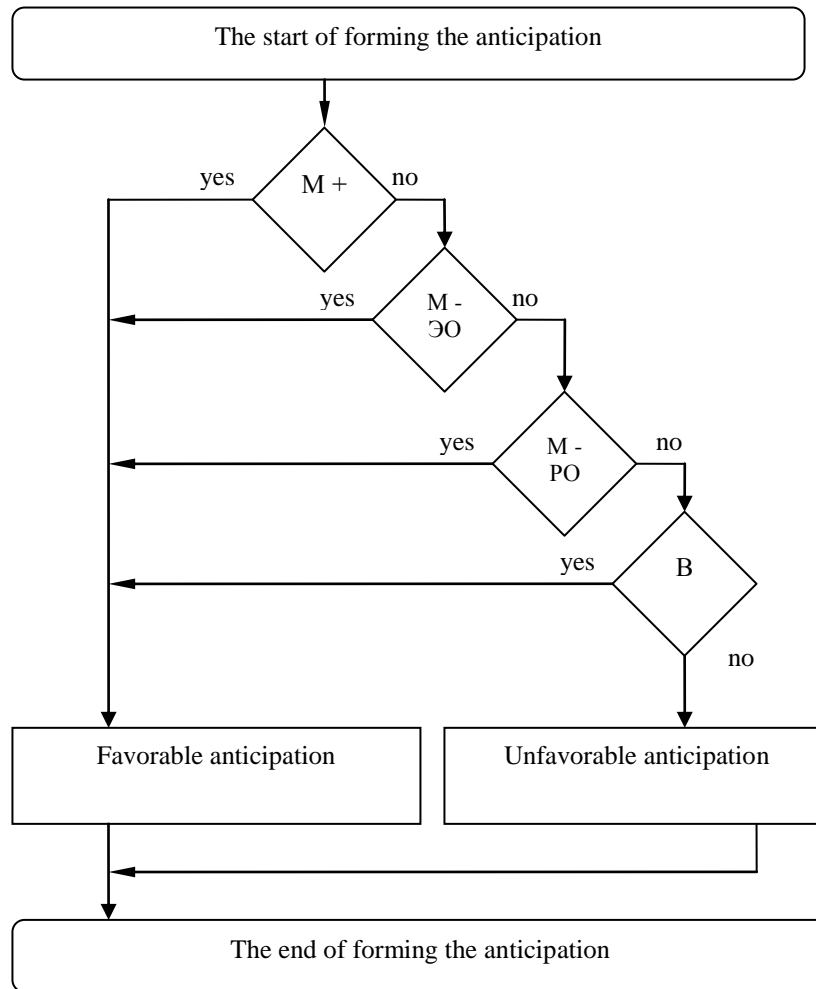 The start of forming the anticipation
yes
М +
no
yes
М -
ЭО
no
yes
М -
РО
no
yes
В
no
Favorable anticipation
Unfavorable anticipation
The end of forming the anticipation